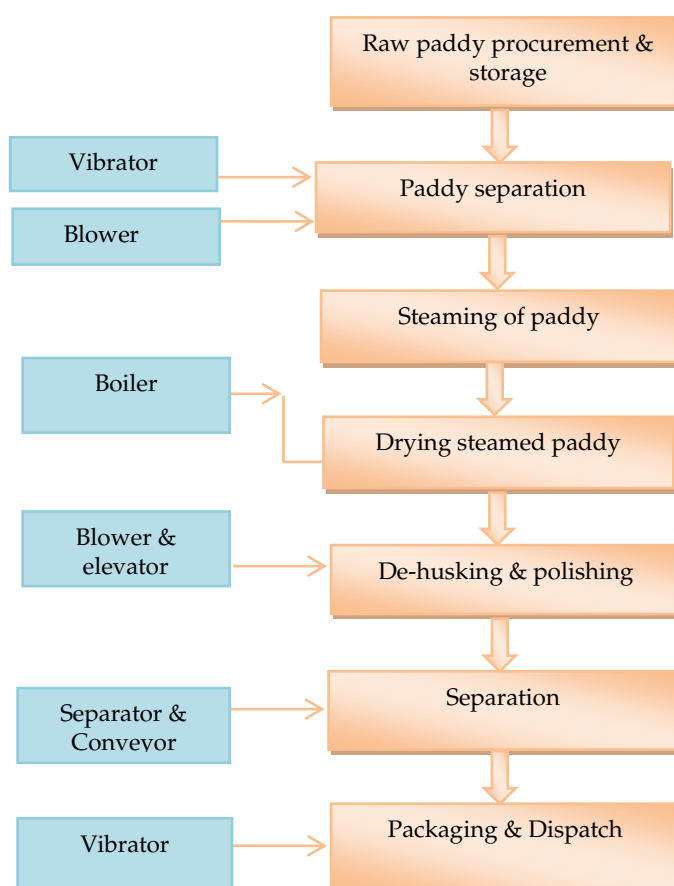 Raw paddy procurement &
storage
Vibrator
Paddy separation
Blower
Steaming of paddy
Boiler
Drying steamed paddy
Blower &
elevator
De-husking & polishing
Separation
Separator &
Conveyor
Packaging & Dispatch
Vibrator